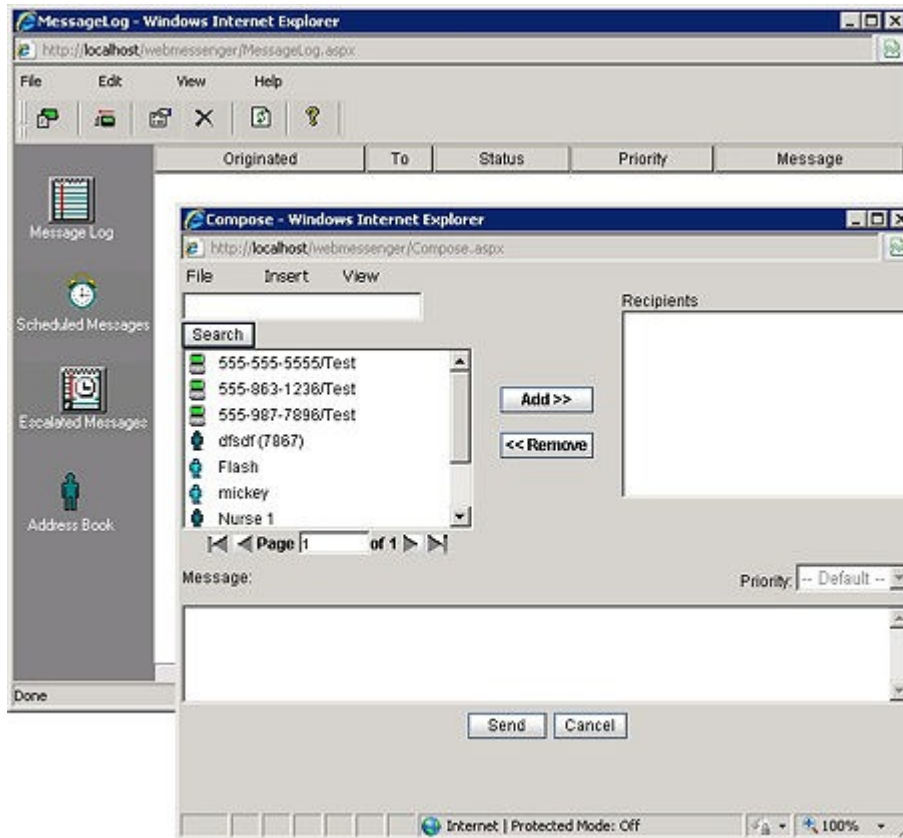 MessageLog - Windows Internet Explorer
http://localhost/webmessenger/MessageLog.aspx
File Edit View Help
Originated To Status Priority Message
Message Log
Scheduled Messages
Escalated Messages
Address Book
Done
Compose - Windows Internet Explorer
http://localhost/webmessenger/Compose.aspx
File Insert View
Search
555-555-5555/Test
555-863-1236/Test
555-987-7896/Test
dfsdf (7867)
Flash
mickey
Nurse 1
Page 1 of 1
Add >>
<< Remove
Recipients
Message:
Priority: -- Default --
Send Cancel
Internet | Protected Mode: Off
100%